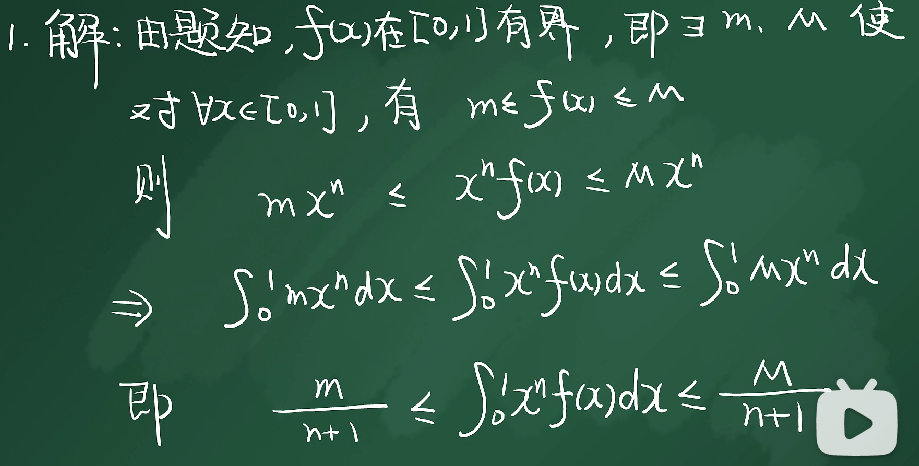 1. 解：由题知，f(x)在[0,1]有界，即∃ m、M 使
对∀x∈[0,1]，有 m≤f(x)≤M
则 mxⁿ ≤ xⁿf(x) ≤ Mxⁿ
⇒ ∫₀¹mxⁿdx ≤ ∫₀¹xⁿf(x)dx ≤ ∫₀¹Mxⁿdx
即 m/(n+1) ≤ ∫₀¹xⁿf(x)dx ≤ M/(n+1)